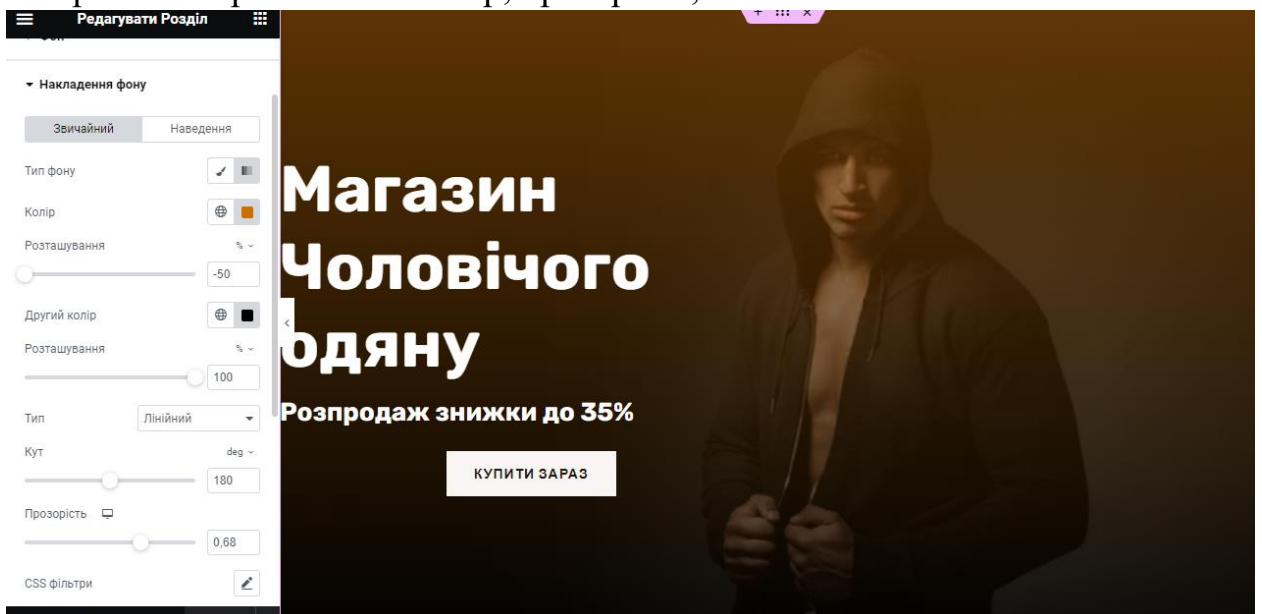 Редагувати Розділ
Накладення фону
Звичайний Наведення
Тип фону
Колір
Розташування %
-50
Другий колір
Розташування %
100
Тип Лінійний
Кут deg
180
Прозорість
0,68
CSS фільтри
Магазин
Чоловічого
одяну
Розпродаж знижки до 35%
КУПИТИ ЗАРАЗ